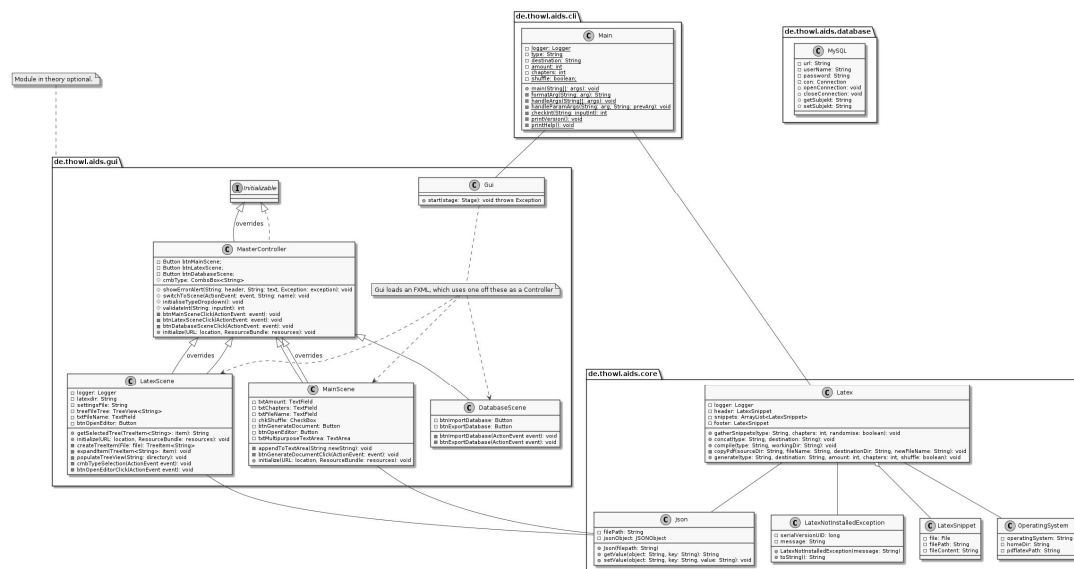 de.thowl.aids.cli
C Main
logger: Logger
type: String
destination: String
amount: int
chapters: int
shuffle: boolean;
main(String[]: args): void
formatArg(String: arg): String
handleArgs(String[]: args): void
handleParamArgs(String: arg, String: prevArg): void
checkInt(String: inputInt): int
printVersion(): void
printHelp(): void
de.thowl.aids.database
C MySQL
url: String
userName: String
password: String
con: Connection
openConnection: void
closeConnection: void
getSubjekt: String
setSubjekt: String
Module in theory optional.
de.thowl.aids.gui
I Initializable
C Gui
start(stage: Stage): void throws Exception
overrides
C MasterController
Button btnMainScene;
Button btnLatexScene;
Button btnDatabaseScene;
cmbType: ComboBox<String>
showErrorAlert(String: header, String: text, Exception: exception): void
switchToScene(ActionEvent: event, String: name): void
initialiseTypeDropdown(): void
validateInt(String: inputInt): int
btnMainSceneClick(ActionEvent: event): void
btnLatexSceneClick(ActionEvent: event): void
btnDatabaseSceneClick(ActionEvent: event): void
initialize(URL: location, ResourceBundle: resources): void
Gui loads an FXML, which uses one off these as a Controller
overrides
overrides
C LatexScene
logger: Logger
latexdir: String
settingsFile: String
treeFileTree: TreeView<String>
txtFileName: TextField
btnOpenEditor: Button
getSelectedTree(TreeItem<String>: item): String
initialize(URL: location, ResourceBundle: resources): void
createTreeItem(File: file): TreeItem<String>
expandItem(TreeItem<String>: item): void
populateTreeView(String: directory): void
cmbTypeSelection(ActionEvent event): void
btnOpenEditorClick(ActionEvent event): void
C MainScene
txtAmount: TextField
txtChapters: TextField
txtFileName: TextField
chkShuffle: CheckBox
btnGenerateDocument: Button
btnOpenEditor: Button
txtMultipurposeTextArea: TextArea
appendToTextArea(String newString): void
btnGenerateDocumentClick(ActionEvent: event): void
initialize(URL: location, ResourceBundle: resources): void
C DatabaseScene
btnImportDatabase: Button
btnExportDatabase: Button
btnImportDatabase(ActionEvent event): void
btnExportDatabase(ActionEvent event): void
de.thowl.aids.core
C Latex
logger: Logger
header: LatexSnippet
snippets: ArrayList<LatexSnippet>
footer: LatexSnippet
gatherSnippets(type: String, chapters: int, randomise: boolean): void
concat(type: String, destination: String): void
compile(type: String, workingDir: String): void
copyPdf(sourceDir: String, fileName: String, destinationDir: String, newFileName: String): void
generate(type: String, destination: String, amount: int, chapters: int, shuffle: boolean): void
C Json
filePath: String
jsonObject: JSONObject
Json(filepath: String)
getValue(object: String, key: String): String
setValue(object: String, key: String, value: String): void
C LatexNotInstalledException
serialVersionUID: long
message: String
LatexNotInstalledException(message: String)
toString(): String
C LatexSnippet
file: File
filePath: String
fileContent: String
C OperatingSystem
operatingSystem: String
homeDir: String
pdflatexPath: String